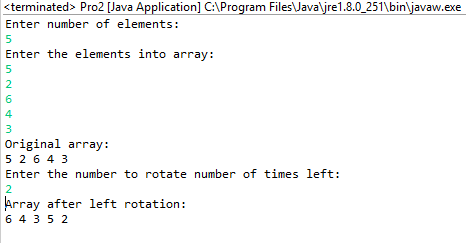 <terminated> Pro2 [Java Application] C:\Program Files\Java\jre1.8.0_251\bin\javaw.exe
Enter number of elements:
5
Enter the elements into array:
5
2
6
4
3
Original array:
5 2 6 4 3
Enter the number to rotate number of times left:
2
Array after left rotation:
6 4 3 5 2